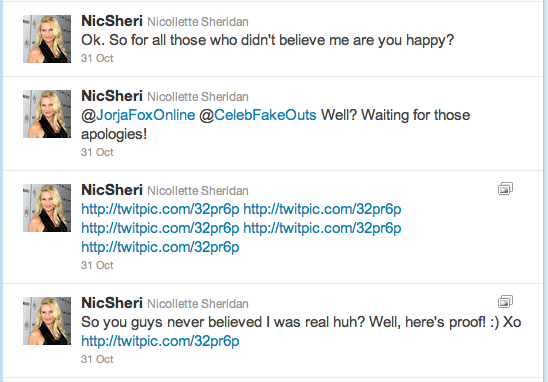 NicSheri Nicollette Sheridan
Ok. So for all those who didn't believe me are you happy?
31 Oct
NicSheri Nicollette Sheridan
@JorjaFoxOnline @CelebFakeOuts Well? Waiting for those
apologies!
31 Oct
NicSheri Nicollette Sheridan
http://twitpic.com/32pr6p http://twitpic.com/32pr6p
http://twitpic.com/32pr6p http://twitpic.com/32pr6p
http://twitpic.com/32pr6p
31 Oct
NicSheri Nicollette Sheridan
So you guys never believed I was real huh? Well, here's proof! :) Xo
http://twitpic.com/32pr6p
31 Oct